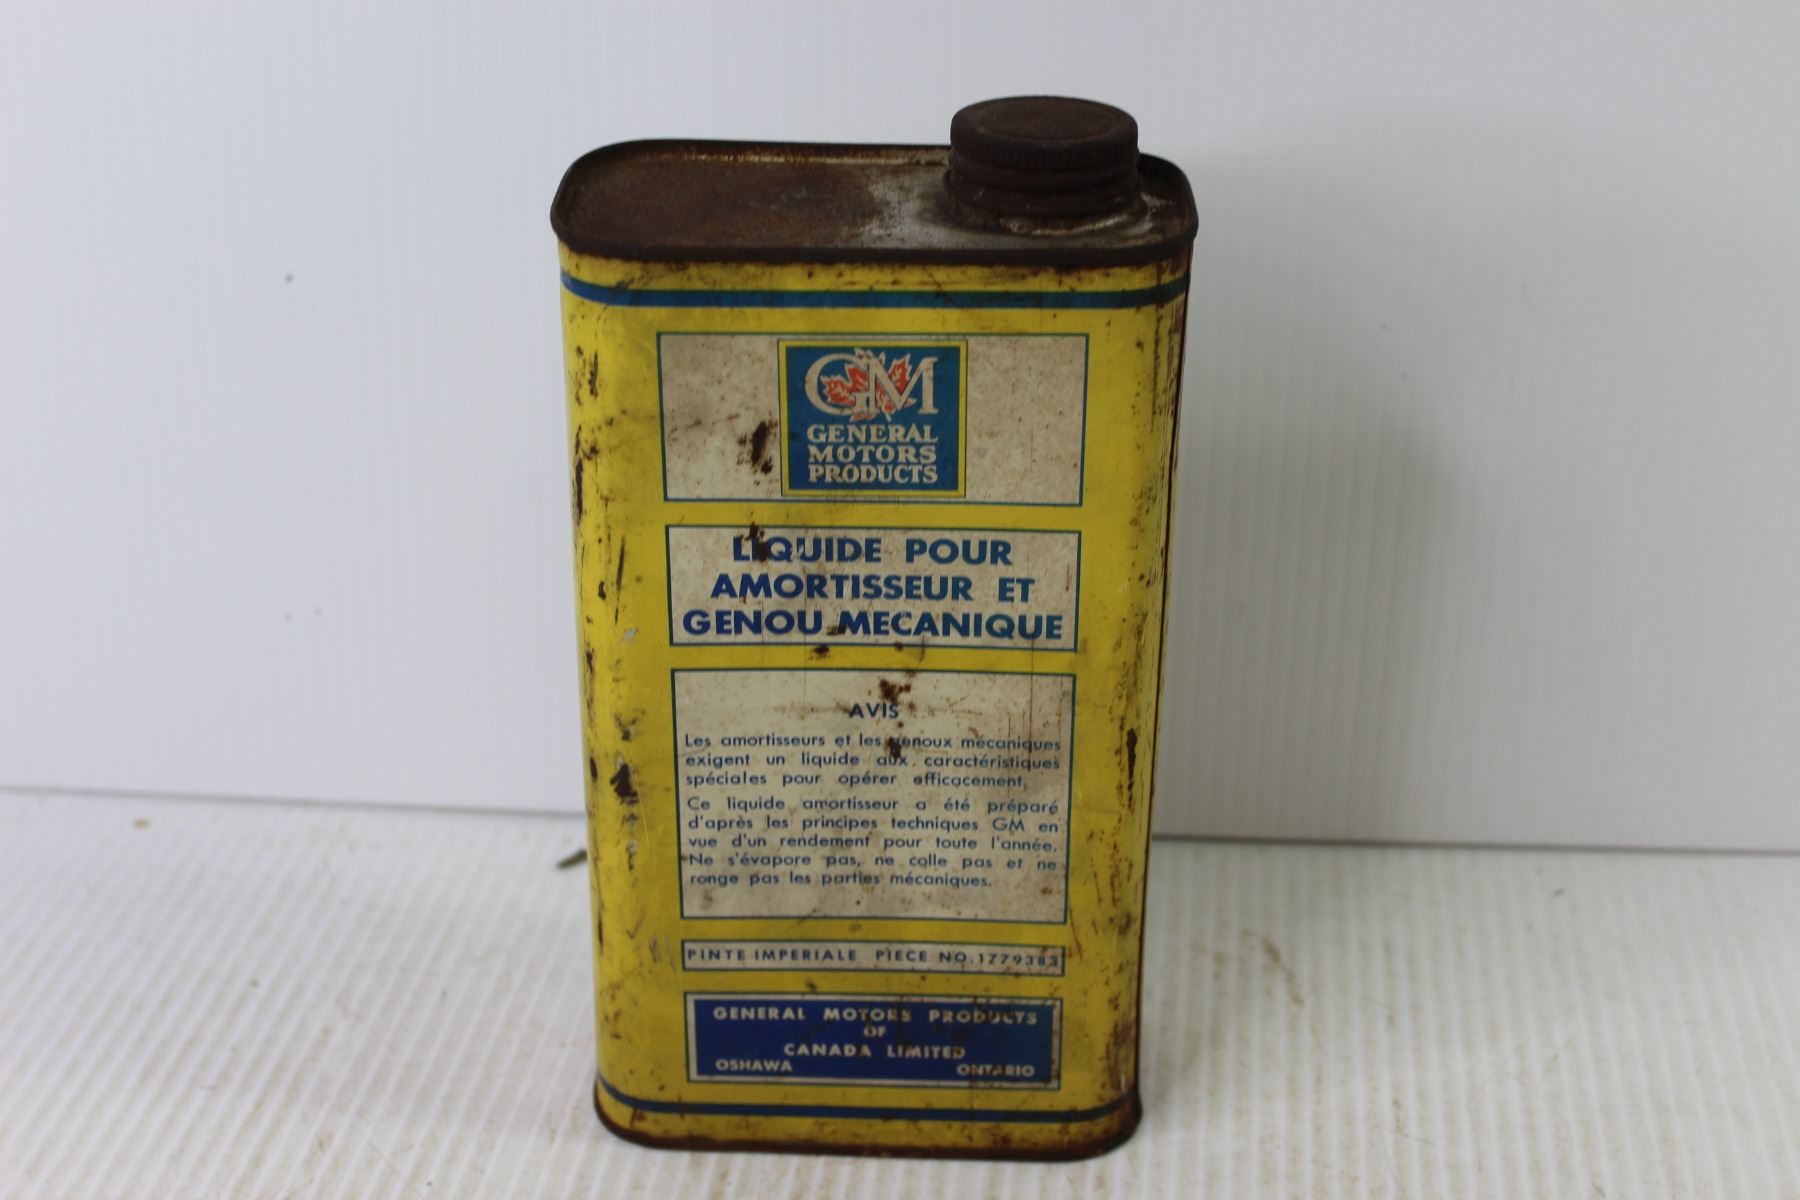 GM
GENERAL
MOTORS
PRODUCTS
LIQUIDE POUR
AMORTISSEUR ET
GENOU MECANIQUE
AVIS
Les amortisseurs et les genoux mécaniques
exigent un liquide aux caractéristiques
spéciales pour opérer efficacement.
Ce liquide amortisseur a été préparé
d'après les principes techniques GM en
vue d'un rendement pour toute l'année.
Ne s'évapore pas, ne colle pas et ne
ronge pas les parties mécaniques.
PINTE IMPERIALE PIECE NO. 1779383
GENERAL MOTORS PRODUCTS
OF
CANADA LIMITED
OSHAWA ONTARIO